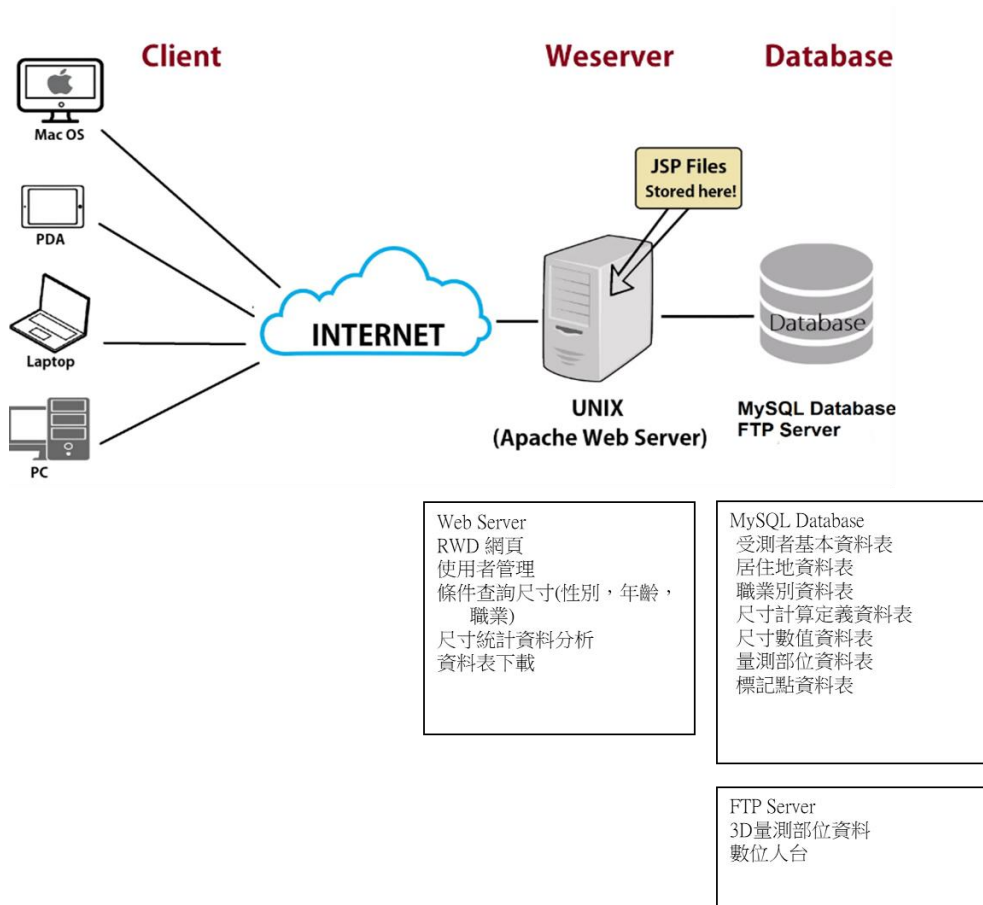 Client
Weserver
Database
Mac OS
JSP Files
Stored here!
PDA
INTERNET
Database
Laptop
UNIX
(Apache Web Server)
MySQL Database
FTP Server
PC
Web Server
RWD 網頁
使用者管理
條件查詢尺寸(性別，年齡，
職業)
尺寸統計資料分析
資料表下載
MySQL Database
受測者基本資料表
居住地資料表
職業別資料表
尺寸計算定義資料表
尺寸數值資料表
量測部位資料表
標記點資料表
FTP Server
3D量測部位資料
數位人台